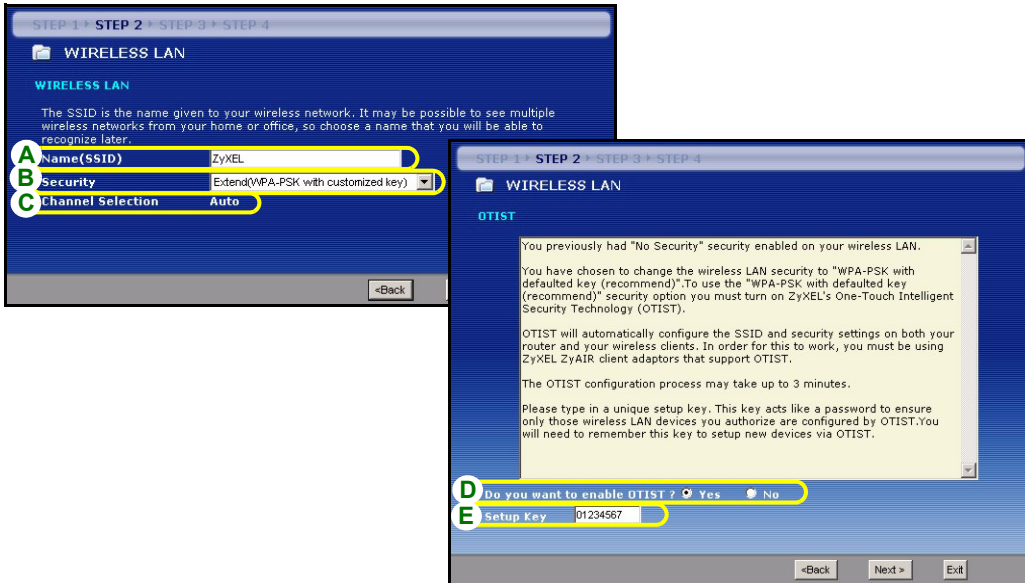 STEP 1 STEP 2 STEP 3 STEP 4
WIRELESS LAN
WIRELESS LAN
The SSID is the name given to your wireless network. It may be possible to see multiple
wireless networks from your home or office, so choose a name that you will be able to
recognize later.
A Name(SSID) ZyXEL
B Security Extend(WPA-PSK with customized key)
C Channel Selection Auto
<Back
STEP 1 STEP 2 STEP 3 STEP 4
WIRELESS LAN
OTIST
You previously had "No Security" security enabled on your wireless LAN.
You have chosen to change the wireless LAN security to "WPA-PSK with
defaulted key (recommend)".To use the "WPA-PSK with defaulted key
(recommend)" security option you must turn on ZyXEL's One-Touch Intelligent
Security Technology (OTIST).
OTIST will automatically configure the SSID and security settings on both your
router and your wireless clients. In order for this to work, you must be using
ZyXEL ZyAIR client adaptors that support OTIST.
The OTIST configuration process may take up to 3 minutes.
Please type in a unique setup key. This key acts like a password to ensure
only those wireless LAN devices you authorize are configured by OTIST.You
will need to remember this key to setup new devices via OTIST.
D Do you want to enable OTIST ? Yes No
E Setup Key 01234567
<Back Next > Exit